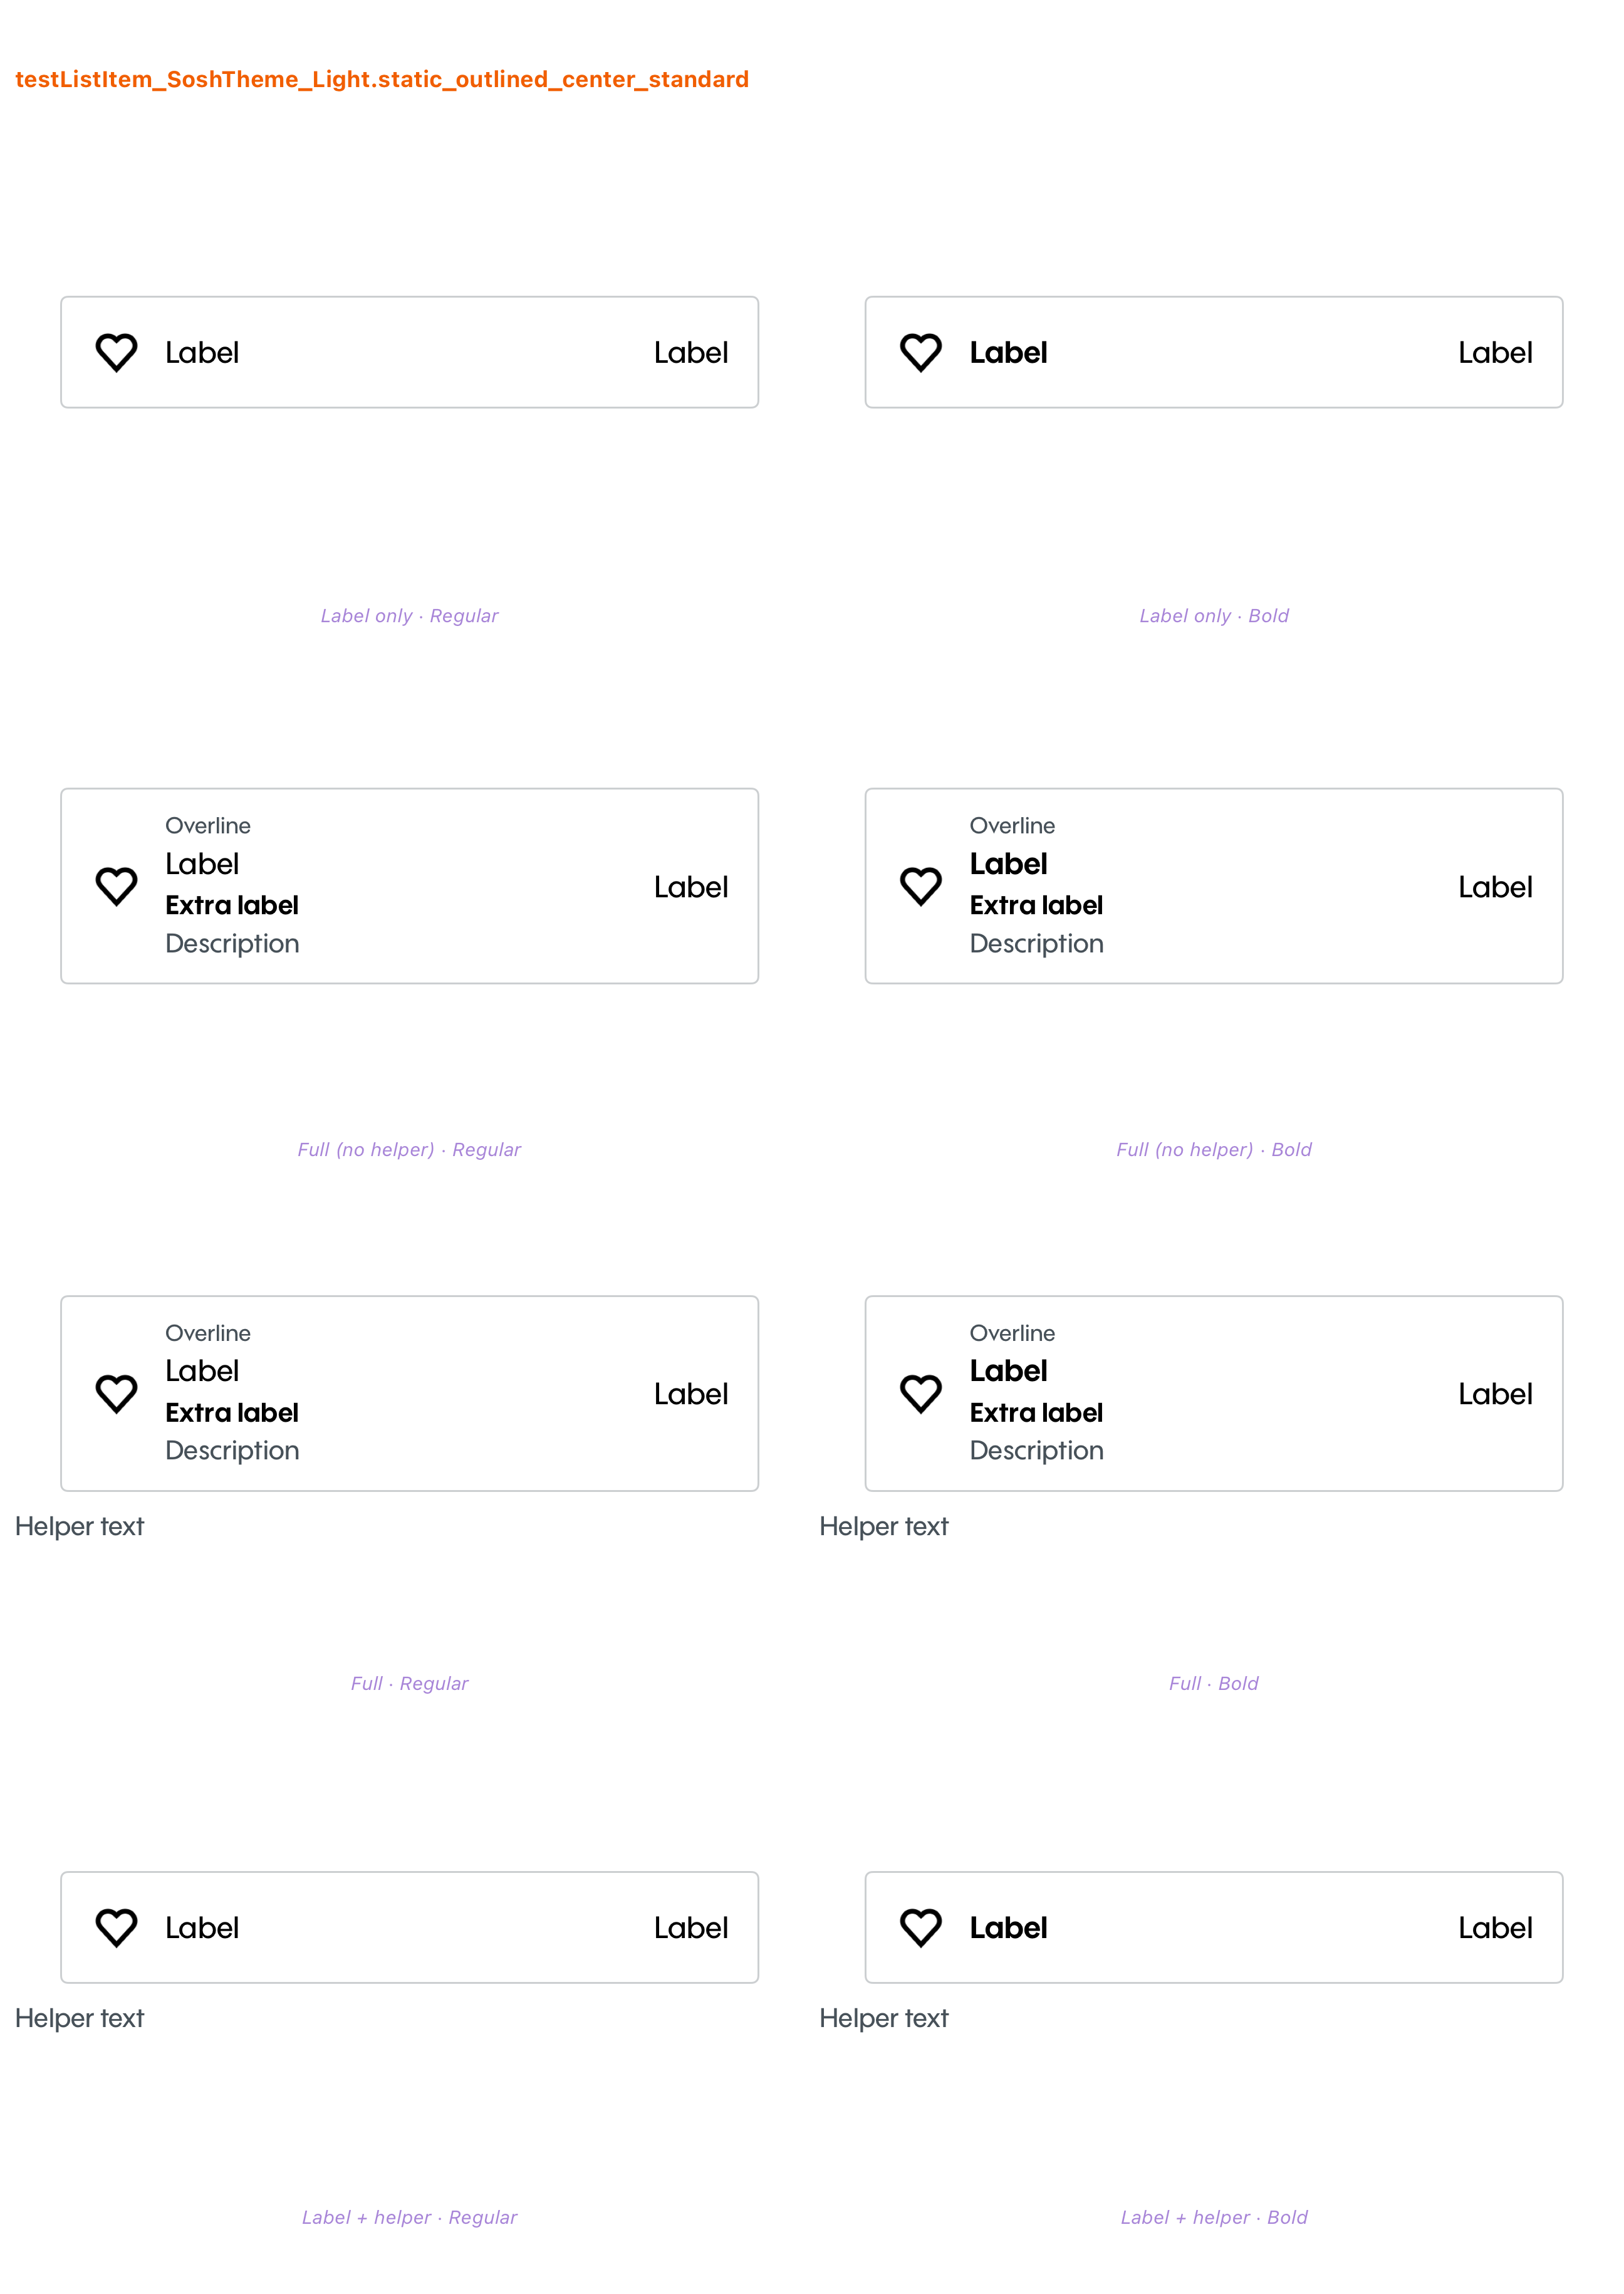 testListItem_SoshTheme_Light.static_outlined_center_standard
Label Label
Label Label
Label only · Regular
Label only · Bold
Overline
Label
Extra label
Description
Label
Overline
Label
Extra label
Description
Label
Full (no helper) · Regular
Full (no helper) · Bold
Overline
Label
Extra label
Description
Label
Helper text
Overline
Label
Extra label
Description
Label
Helper text
Full · Regular
Full · Bold
Label Label
Helper text
Label Label
Helper text
Label + helper · Regular
Label + helper · Bold